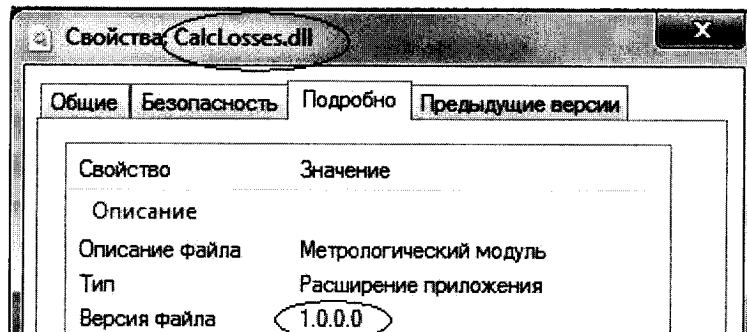 Свойства: CalcLosses.dll
Общие Безопасность Подробно Предыдущие версии
Свойство Значение
Описание
Описание файла Метрологический модуль
Тип Расширение приложения
Версия файла 1.0.0.0